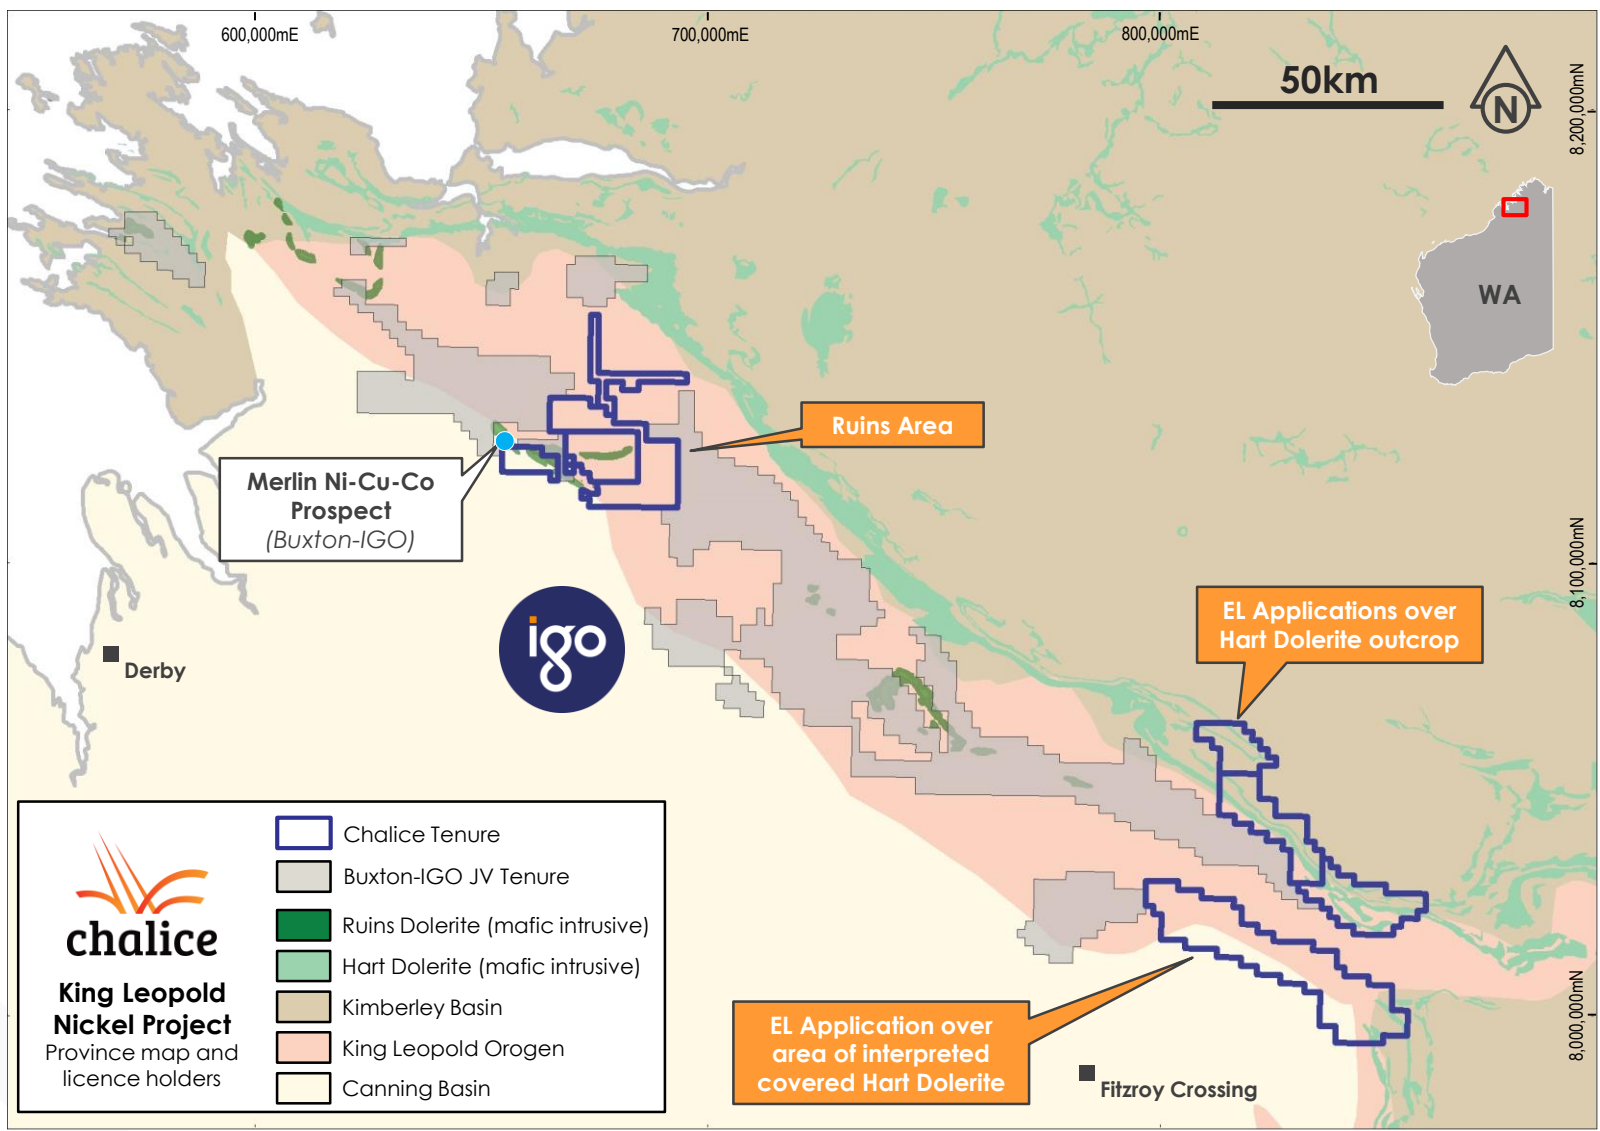 600,000mE
700,000mE
800,000mE
50km
N
8,200,000mN
WA
Ruins Area
Merlin Ni-Cu-Co
Prospect
(Buxton-IGO)
8,100,000mN
EL Applications over
Hart Dolerite outcrop
igo
Derby
Chalice Tenure
Buxton-IGO JV Tenure
Ruins Dolerite (mafic intrusive)
Hart Dolerite (mafic intrusive)
Kimberley Basin
King Leopold Orogen
Canning Basin
chalice
King Leopold
Nickel Project
Province map and
licence holders
EL Application over
area of interpreted
covered Hart Dolerite
8,000,000mN
Fitzroy Crossing